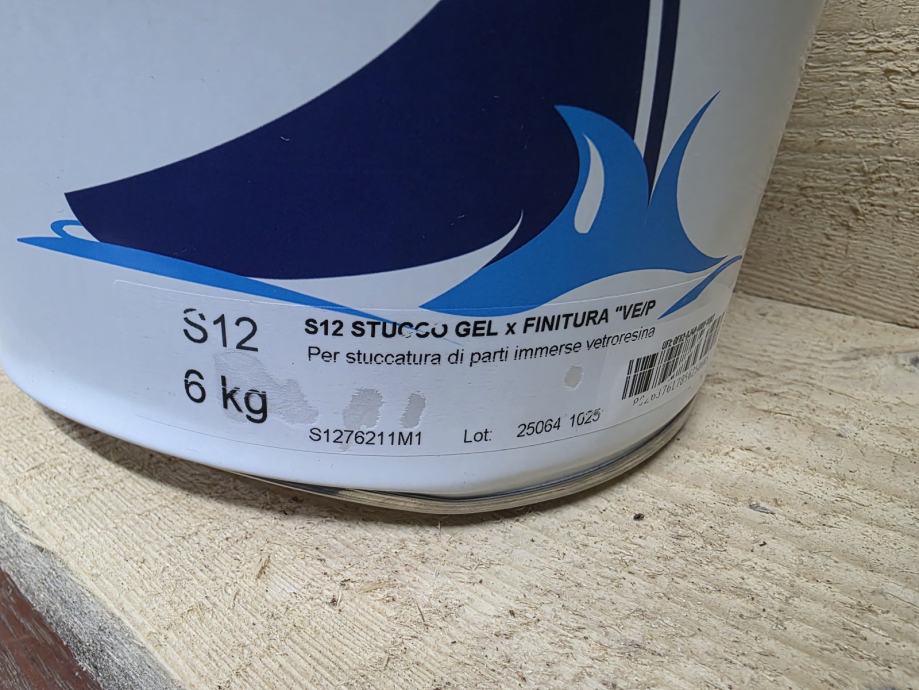 S12
S12 STUCCO GEL x FINITURA "VE/P
Per stuccatura di parti immerse vetroresina
6 kg
S1276211M1 Lot: 25064 1025